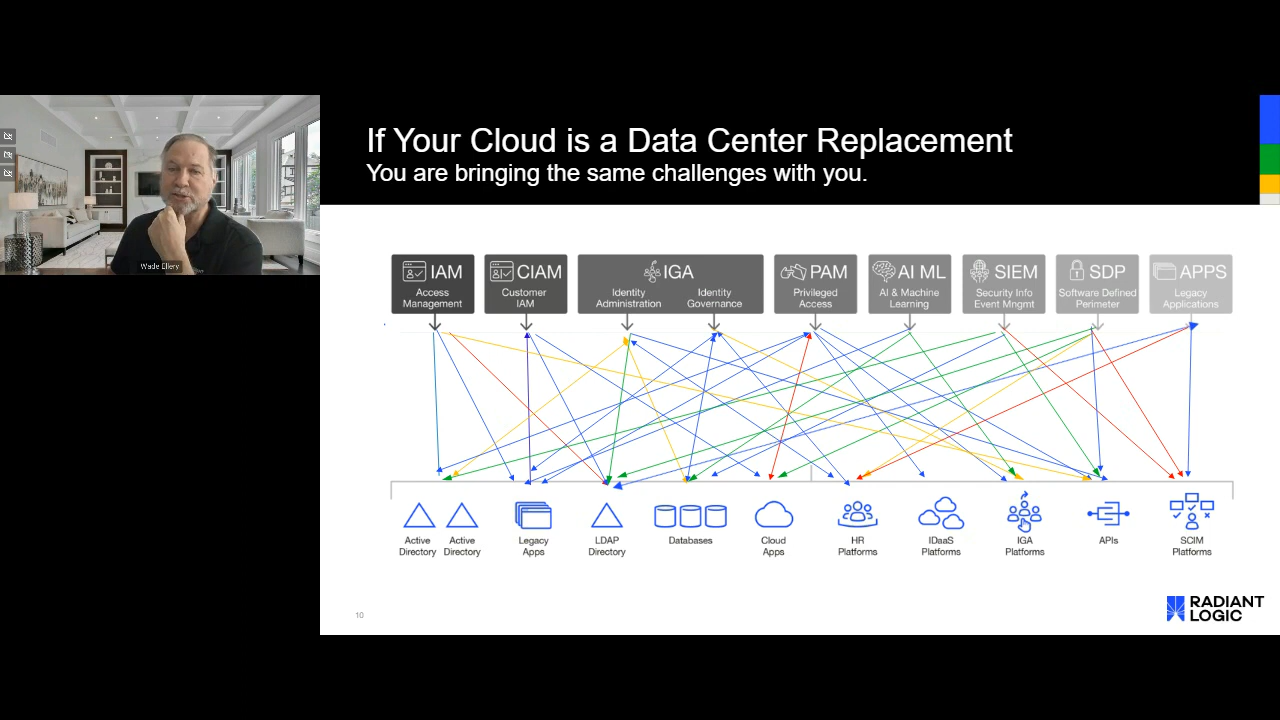 If Your Cloud is a Data Center Replacement
You are bringing the same challenges with you.
Wade Ellery
IAM
Access
Management
CIAM
Customer
IAM
IGA
Identity
Administration
Identity
Governance
PAM
Privileged
Access
AI ML
AI & Machine
Learning
SIEM
Security Info
Event Mngmt
SDP
Software Defined
Perimeter
APPS
Legacy
Applications
Active
Directory
Active
Directory
Legacy
Apps
LDAP
Directory
Databases
Cloud
Apps
HR
Platforms
IDaaS
Platforms
IGA
Platforms
APIs
SCIM
Platforms
10
RADIANT
LOGIC